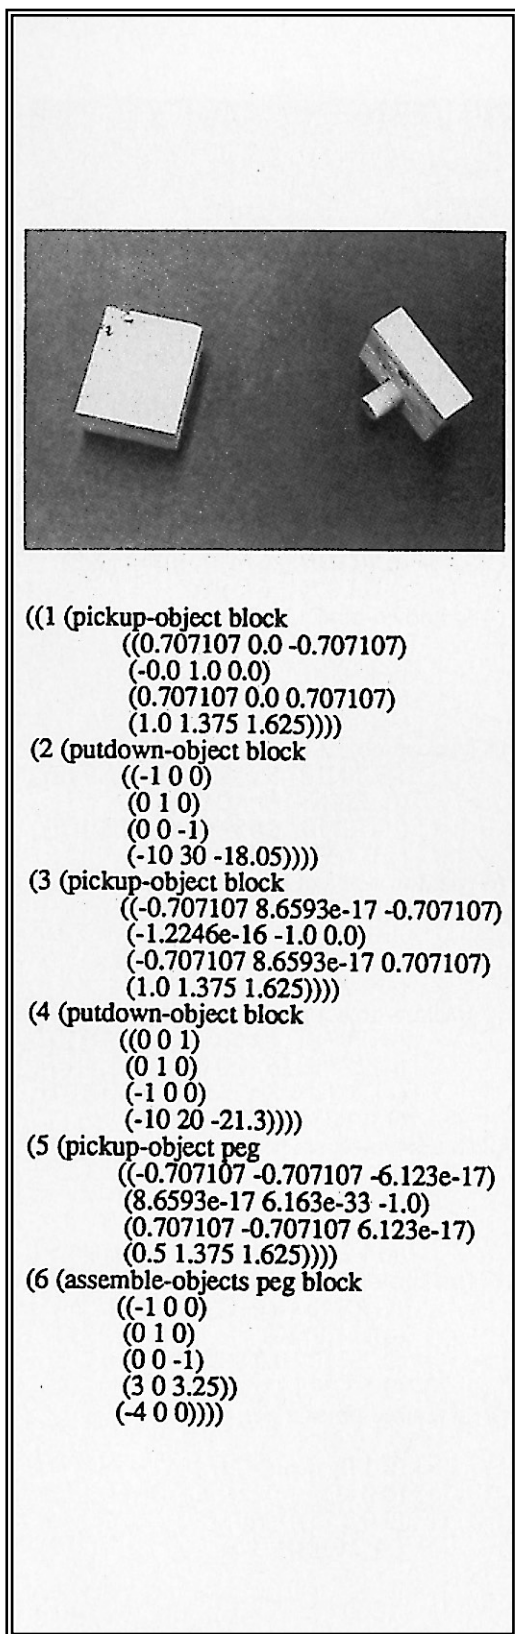 ((1 (pickup-object block
((0.707107 0.0 -0.707107)
(-0.0 1.0 0.0)
(0.707107 0.0 0.707107)
(1.0 1.375 1.625))))
(2 (putdown-object block
((-1 0 0)
(0 1 0)
(0 0 -1)
(-10 30 -18.05))))
(3 (pickup-object block
((-0.707107 8.6593e-17 -0.707107)
(-1.2246e-16 -1.0 0.0)
(-0.707107 8.6593e-17 0.707107)
(1.0 1.375 1.625))))
(4 (putdown-object block
((0 0 1)
(0 1 0)
(-1 0 0)
(-10 20 -21.3))))
(5 (pickup-object peg
((-0.707107 -0.707107 -6.123e-17)
(8.6593e-17 6.163e-33 -1.0)
(0.707107 -0.707107 6.123e-17)
(0.5 1.375 1.625))))
(6 (assemble-objects peg block
((-1 0 0)
(0 1 0)
(0 0 -1)
(3 0 3.25))
(-4 0 0))))